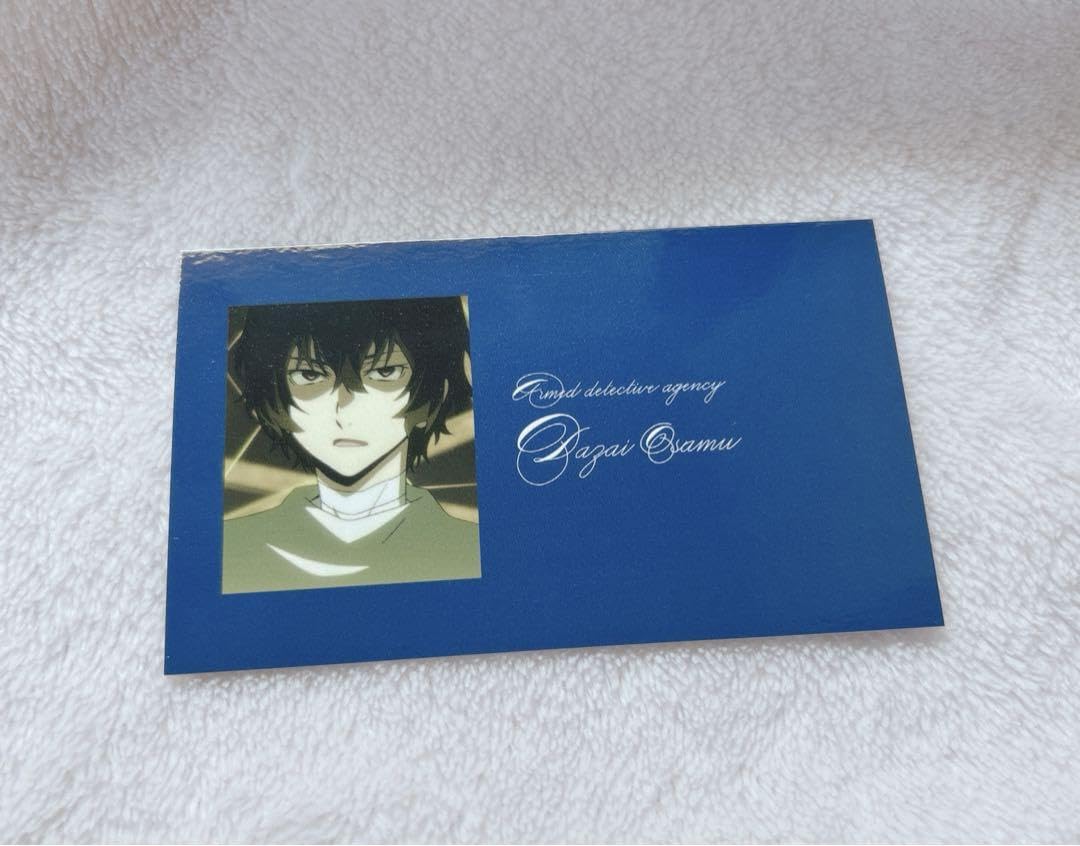 Armed detective agency
Dazai Osamu